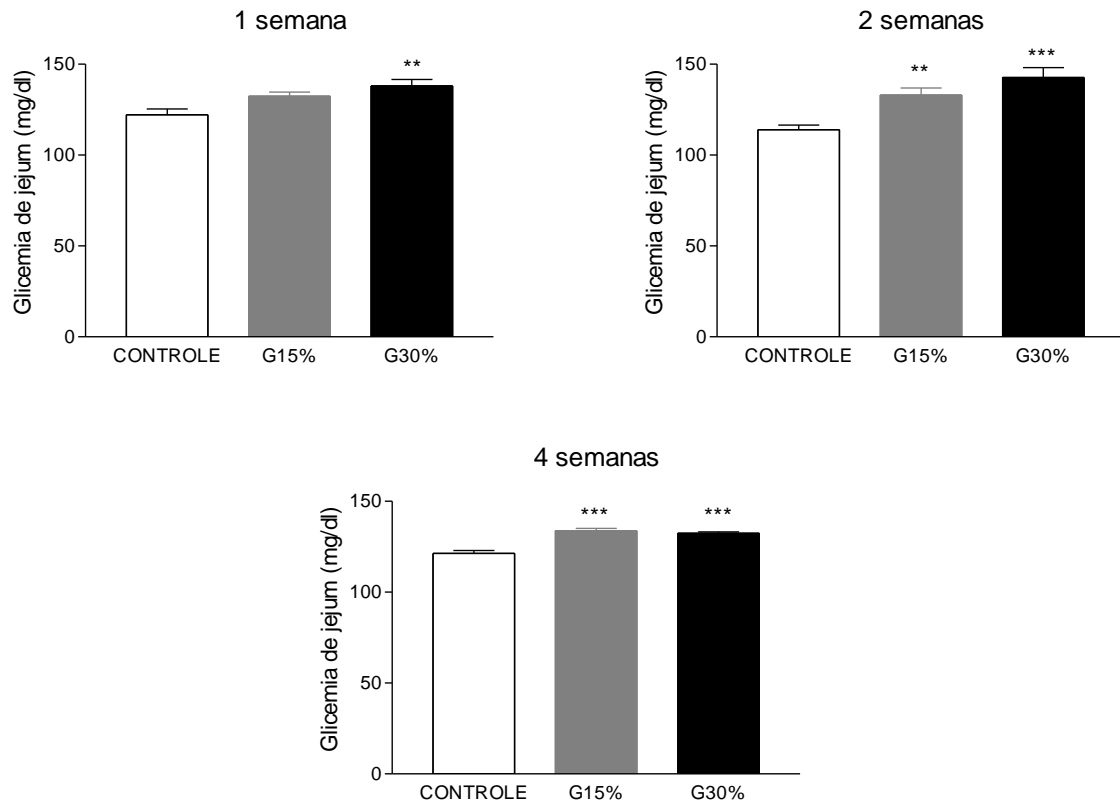 1 semana
Glicemia de jejum (mg/dl)
150
100
50
0
**
CONTROLE G15% G30%
2 semanas
Glicemia de jejum (mg/dl)
150
100
50
0
** ***
CONTROLE G15% G30%
4 semanas
Glicemia de jejum (mg/dl)
150
100
50
0
*** ***
CONTROLE G15% G30%